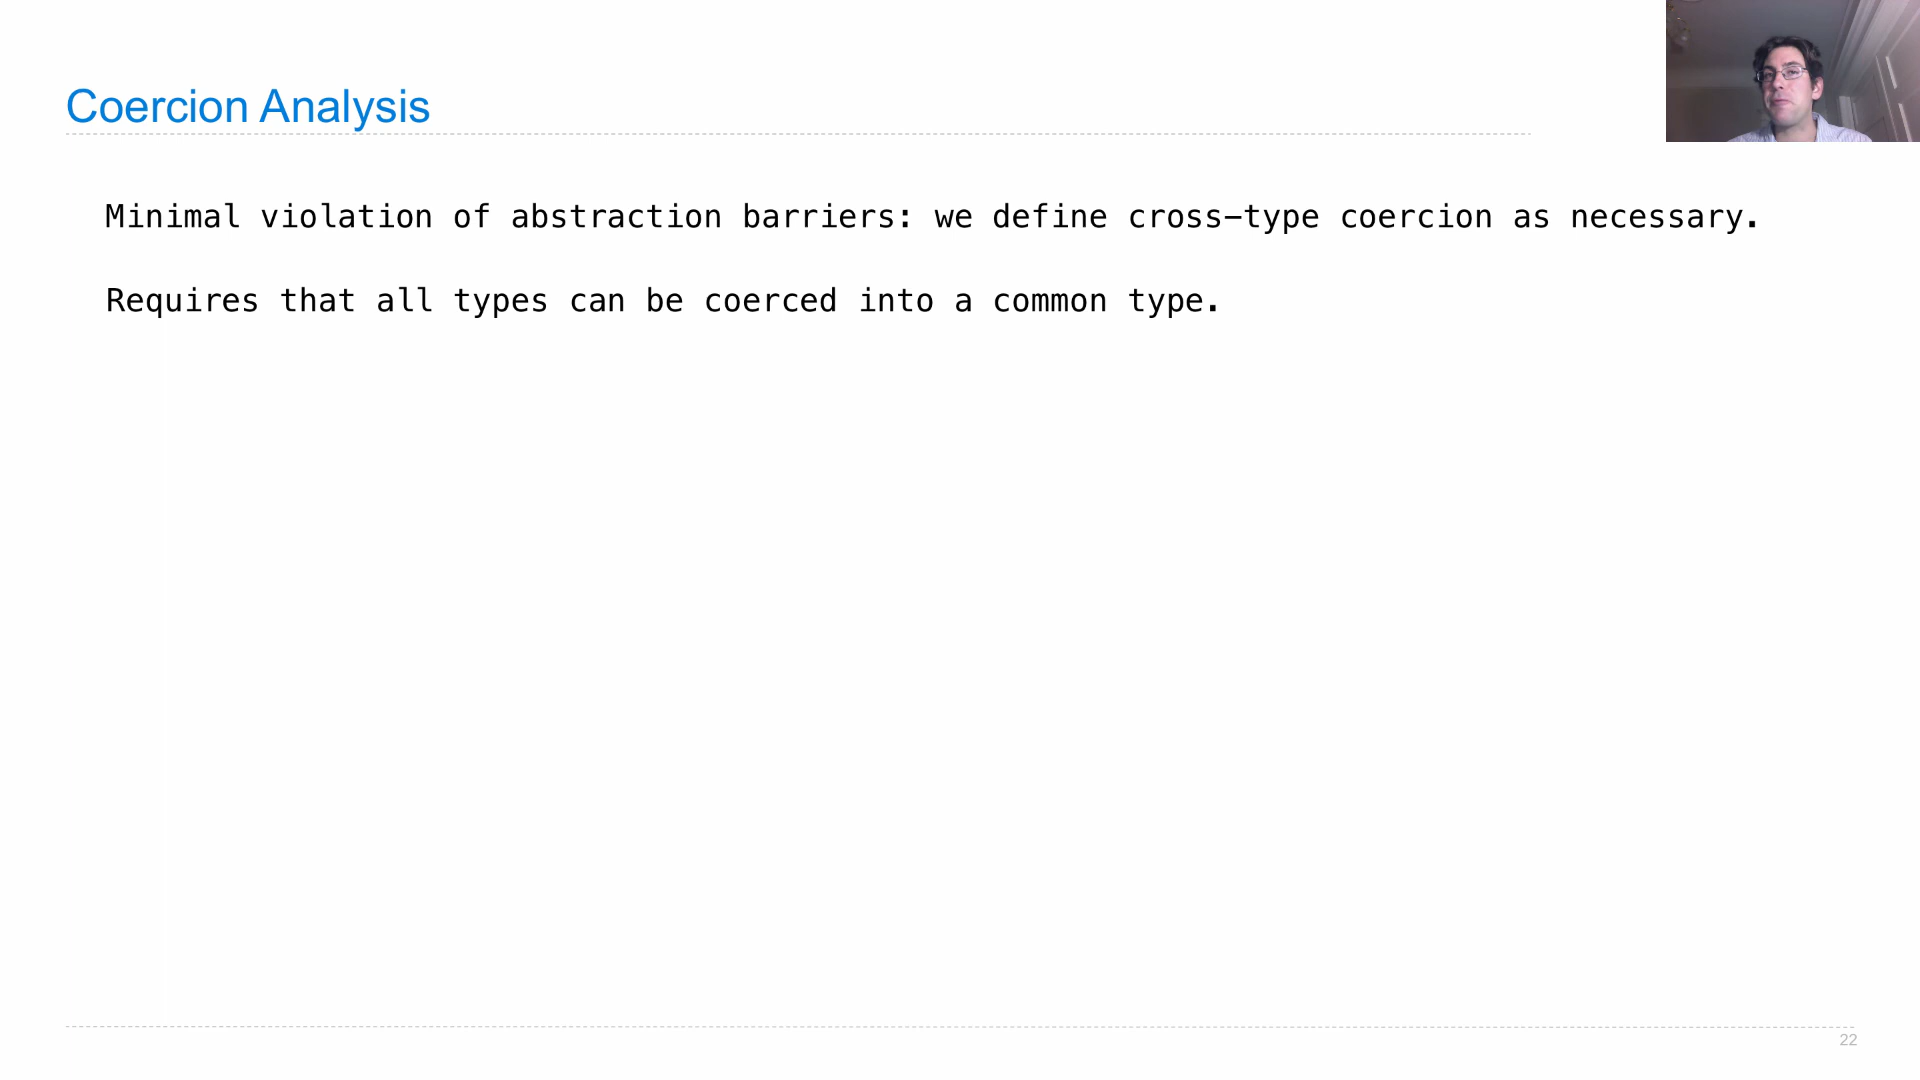 Coercion Analysis
Minimal violation of abstraction barriers: we define cross-type coercion as necessary.
Requires that all types can be coerced into a common type.
22